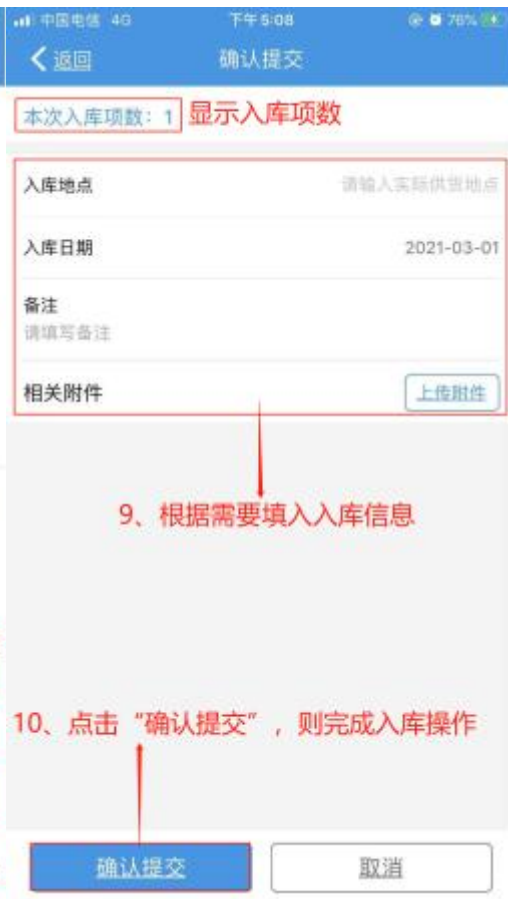 中国电信 4G 下午5:08 76%
返回 确认提交
本次入库项数：1 显示入库项数
入库地点 请输入实际供货地点
入库日期 2021-03-01
备注
请填写备注
相关附件 上传附件
9、根据需要填入入库信息
10、点击“确认提交”，则完成入库操作
确认提交 取消